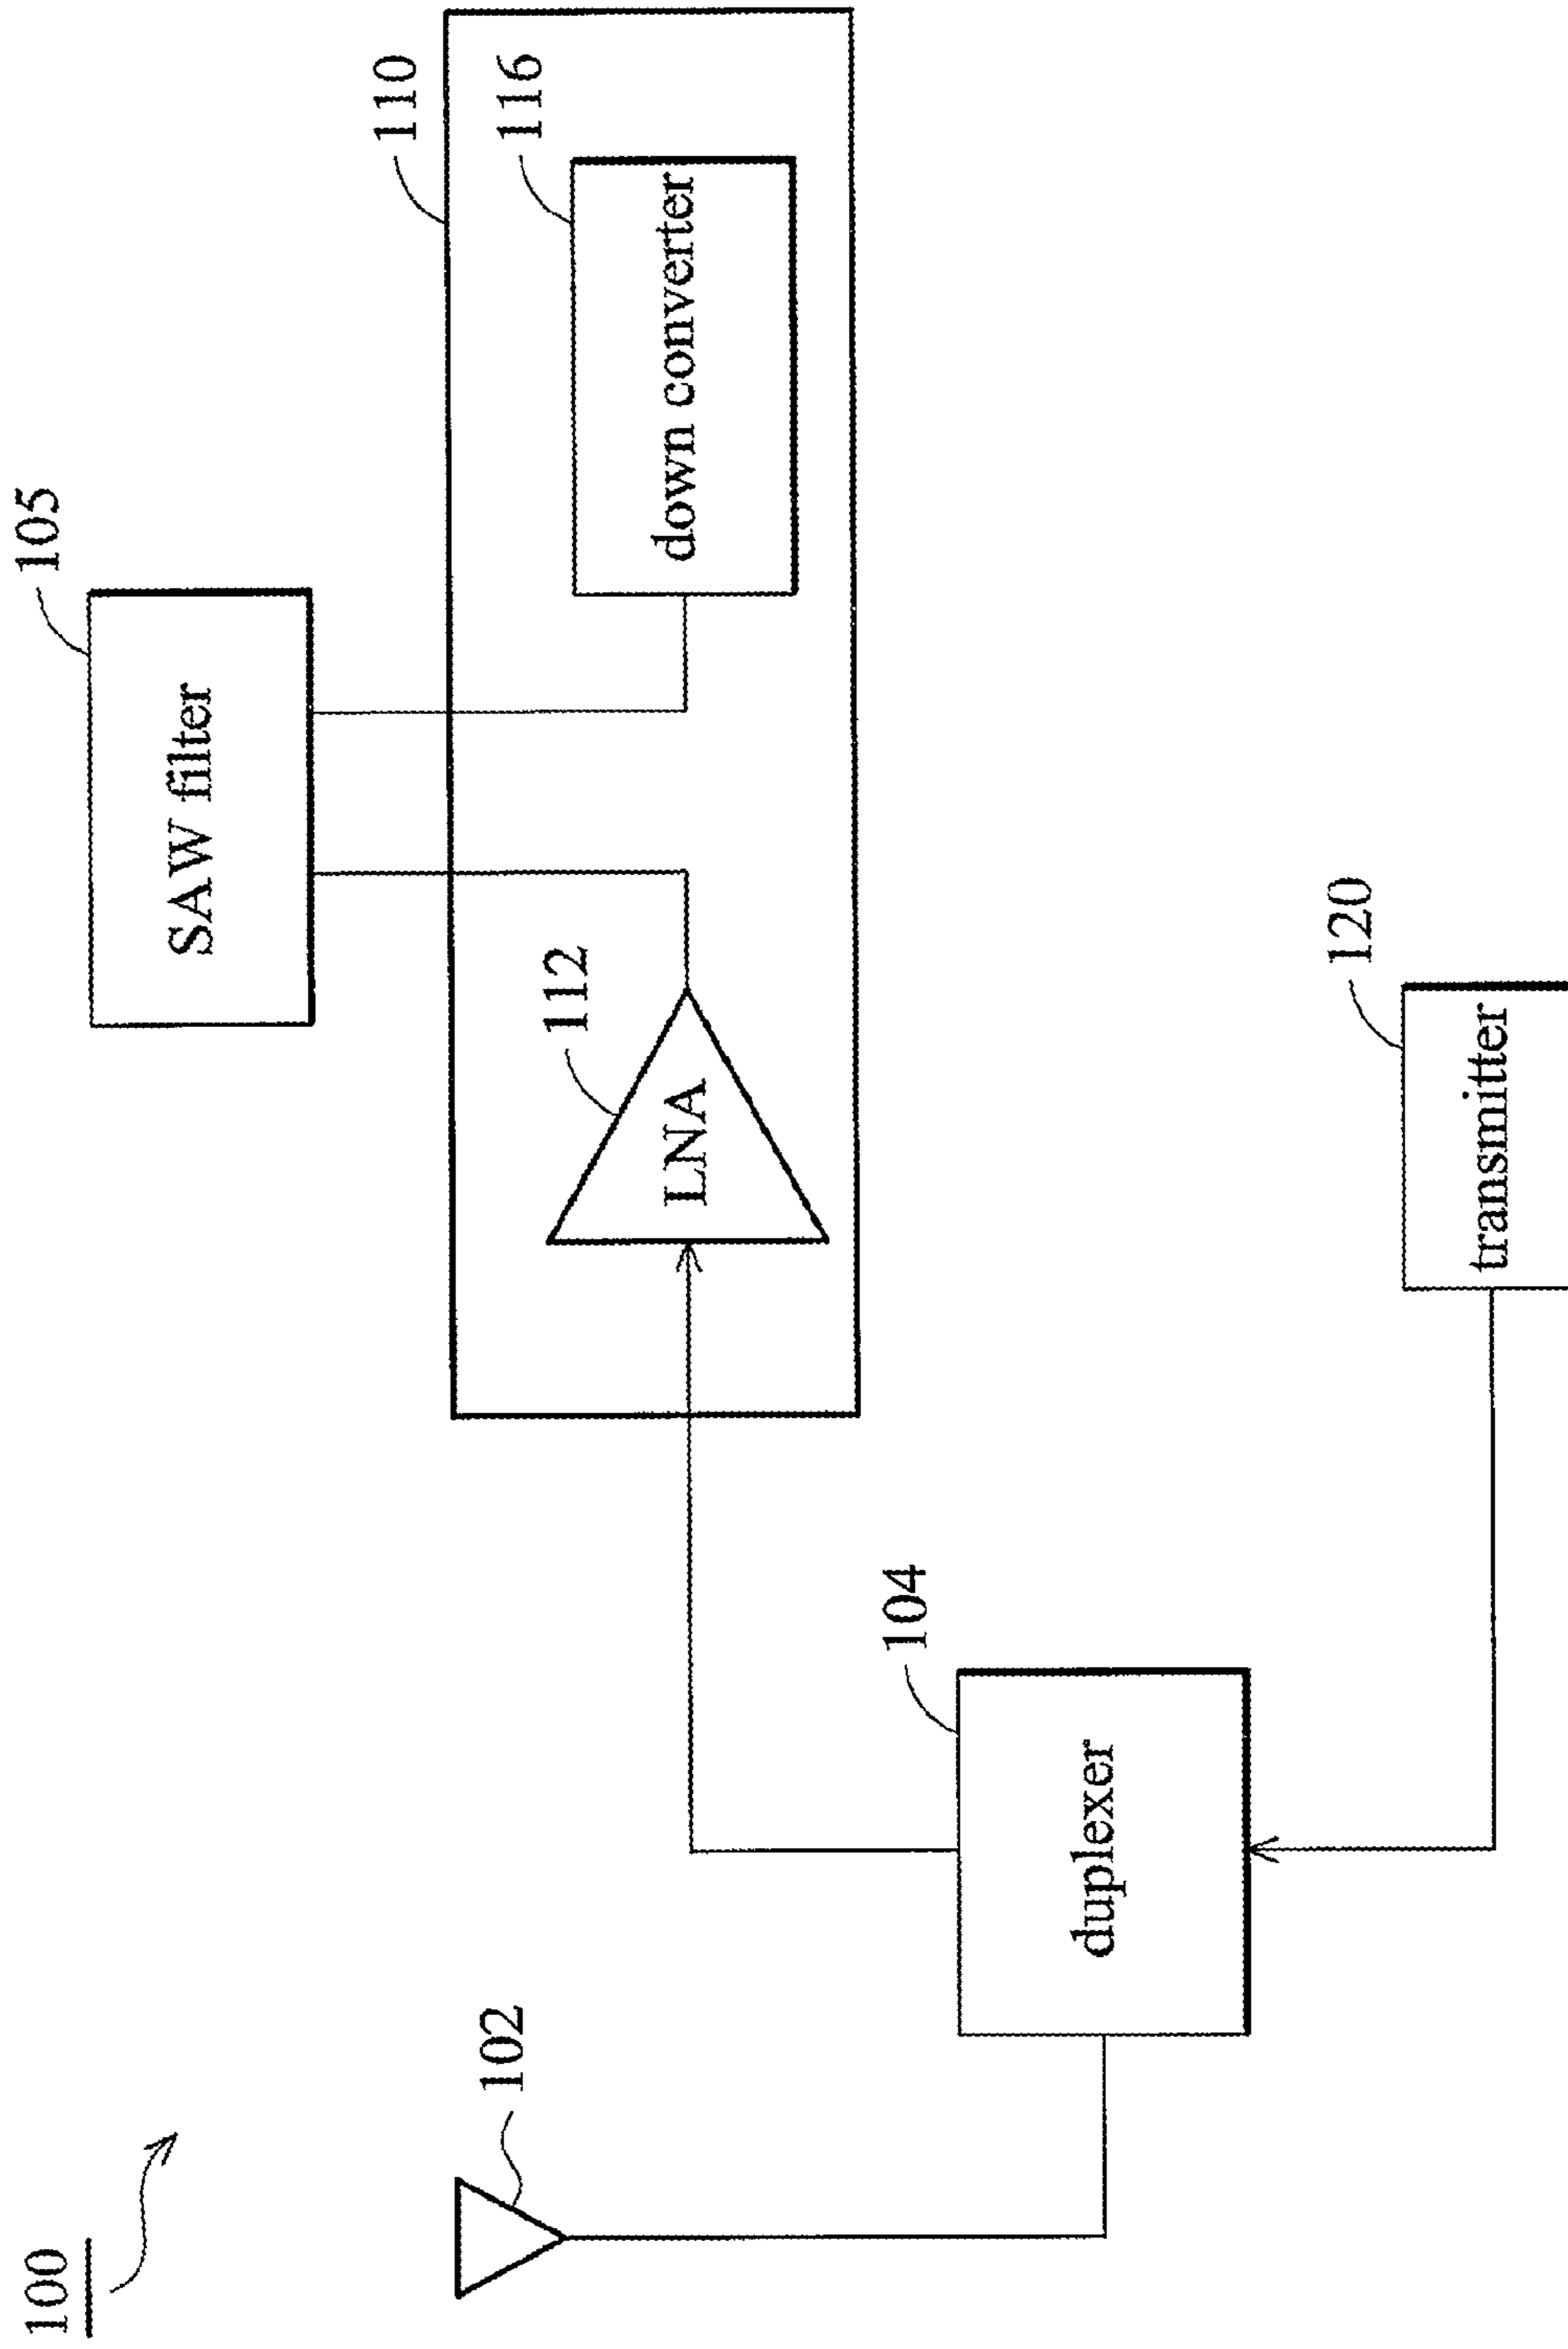 100
102
104
duplexer
105
SAW filter
110
112
LNA
116
down converter
120
transmitter